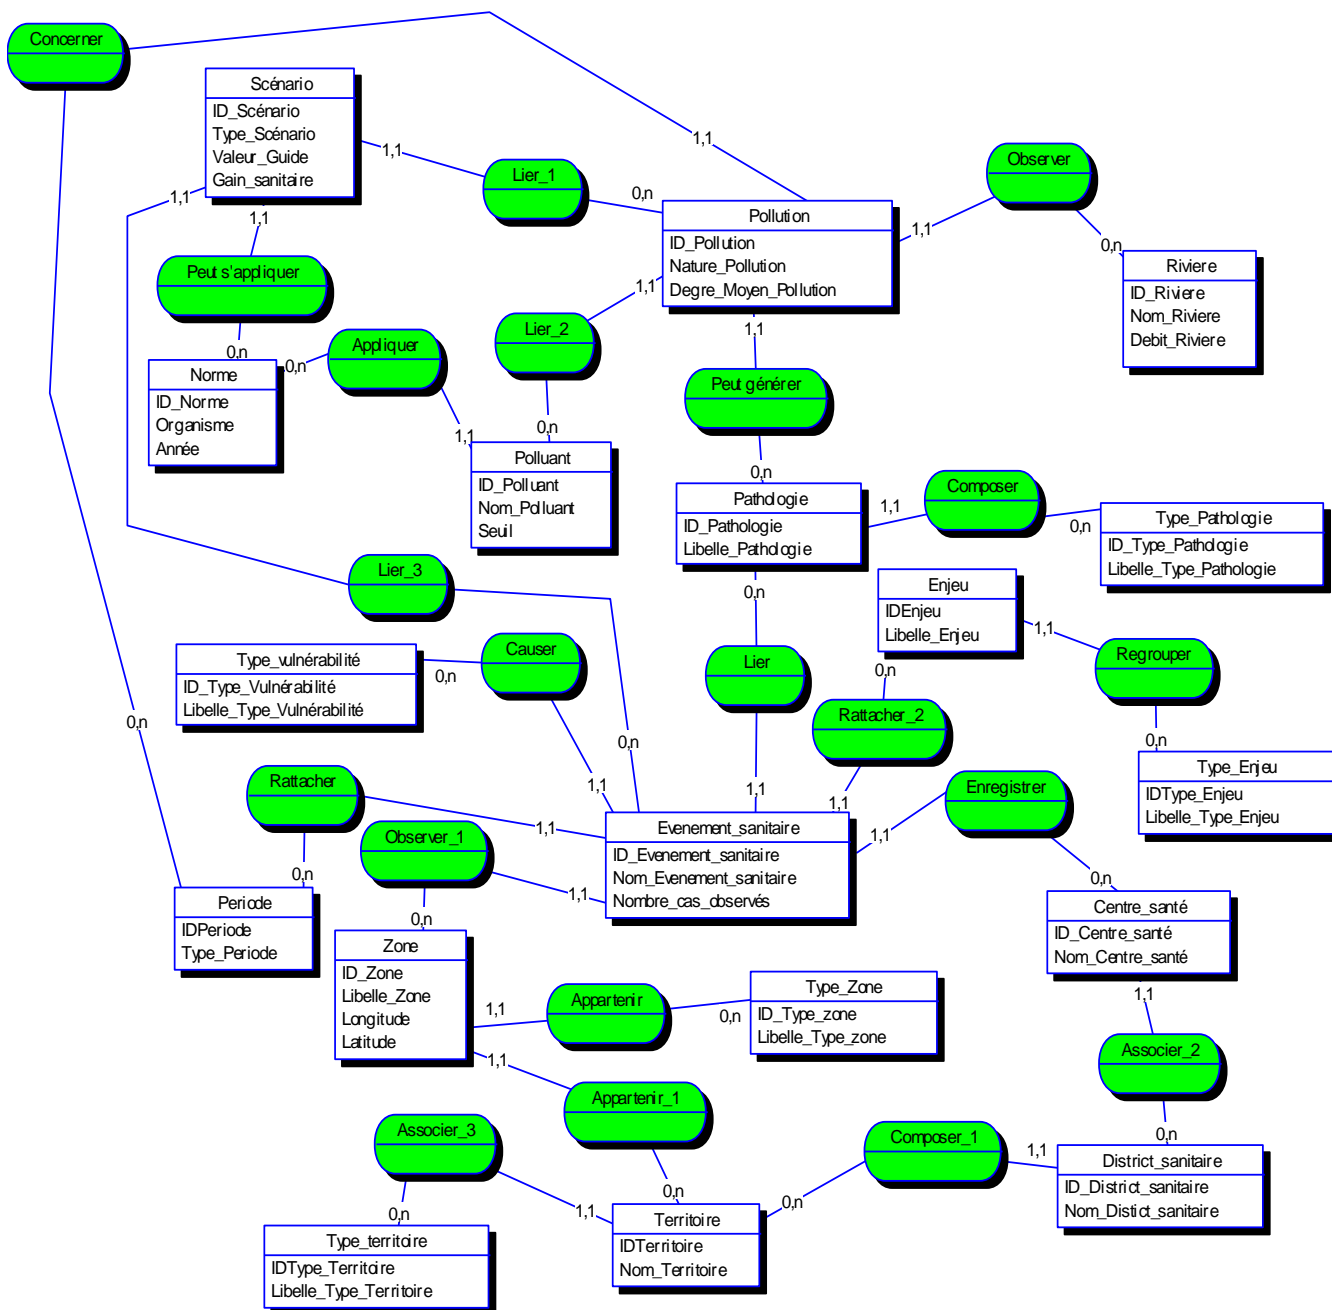 Concerner
Scénario
ID_Scénario
Type_Scénario
Valeur_Guide
Gain_sanitaire
1,1
1,1
Lier_1
0,n
1,1
Observer
1,1
0,n
1,1
1,1
Pollution
ID_Pollution
Nature_Pollution
Degre_Moyen_Pollution
Riviere
ID_Riviere
Nom_Riviere
Debit_Riviere
Peut s'appliquer
0,n
Appliquer
0,n
1,1
Lier_2
1,1
0,n
1,1
Peut générer
0,n
Norme
ID_Norme
Organisme
Année
Polluant
ID_Polluant
Nom_Polluant
Seuil
Pathologie
ID_Pathologie
Libelle_Pathologie
1,1
Composer
0,n
Type_Pathologie
ID_Type_Pathologie
Libelle_Type_Pathologie
Lier_3
0,n
Enjeu
IDEnjeu
Libelle_Enjeu
1,1
Regrouper
0,n
Type_vulnérabilité
ID_Type_Vulnérabilité
Libelle_Type_Vulnérabilité
0,n
Causer
Lier
0,n
Rattacher_2
0,n
0,n
Type_Enjeu
IDType_Enjeu
Libelle_Type_Enjeu
Rattacher
1,1
1,1
1,1
Enregistrer
1,1
1,1
0,n
Observer_1
1,1
0,n
0,n
Evenement_sanitaire
ID_Evenement_sanitaire
Nom_Evenement_sanitaire
Nombre_cas_observés
Periode
IDPeriode
Type_Periode
Centre_santé
ID_Centre_santé
Nom_Centre_santé
Zone
ID_Zone
Libelle_Zone
Longitude
Latitude
1,1
Appartenir
0,n
Type_Zone
ID_Type_zone
Libelle_Type_zone
1,1
Associer_2
0,n
1,1
Appartenir_1
0,n
Associer_3
0,n
1,1
Composer_1
0,n
1,1
District_sanitaire
ID_District_sanitaire
Nom_Distict_sanitaire
Territoire
IDTerritoire
Nom_Territoire
Type_territoire
IDType_Territoire
Libelle_Type_Territoire